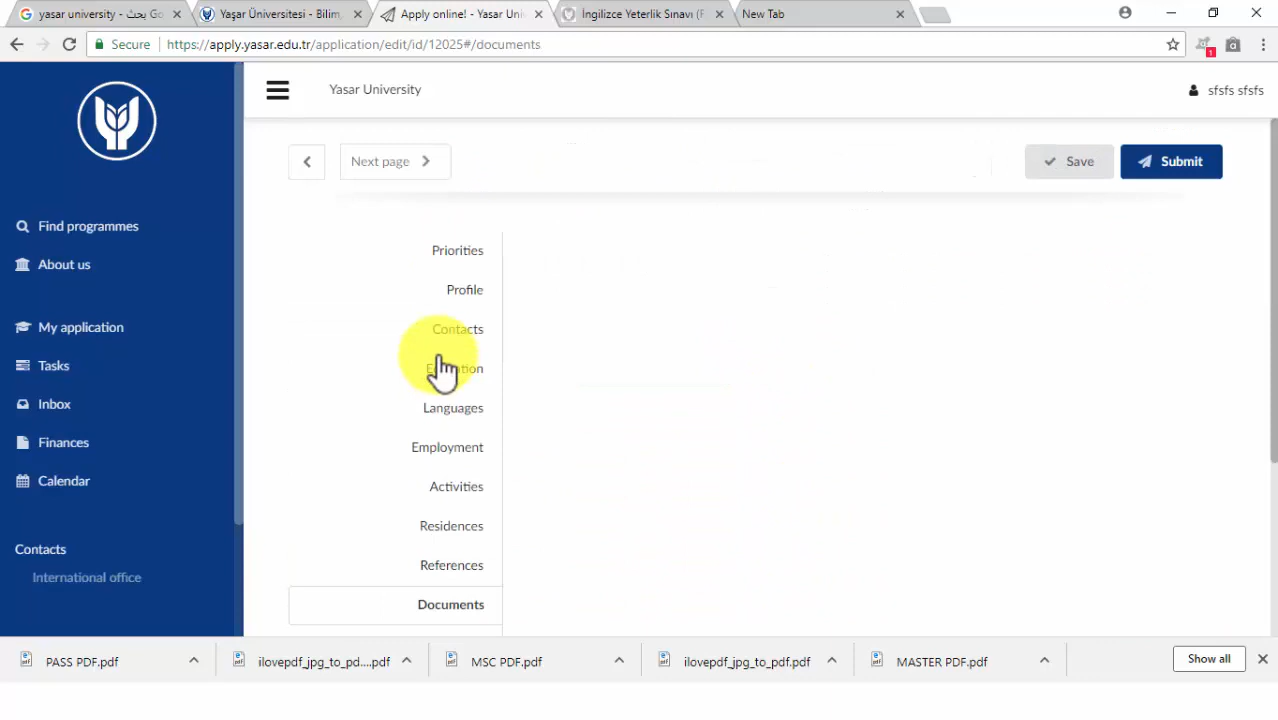 yasar university - بحث Go
Yaşar Üniversitesi - Bilim,
Apply online! - Yasar Uni
İngilizce Yeterlik Sınavı (F
New Tab
Secure
https://apply.yasar.edu.tr/application/edit/id/12025#/documents
1
Yasar University
sfsfs sfsfs
Next page
Save
Submit
Find programmes
About us
My application
Tasks
Inbox
Finances
Calendar
Contacts
International office
Priorities
Profile
Contacts
Education
Languages
Employment
Activities
Residences
References
Documents
PASS PDF.pdf
ilovepdf_jpg_to_pd....pdf
MSC PDF.pdf
ilovepdf_jpg_to_pdf.pdf
MASTER PDF.pdf
Show all